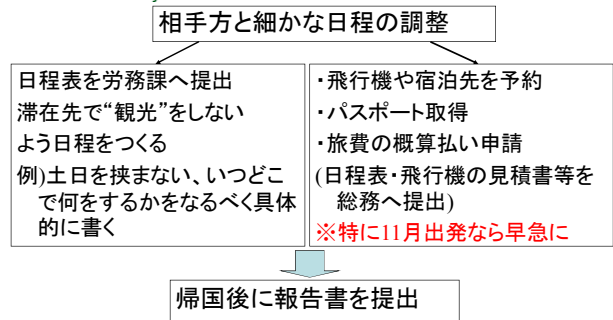 相手方と細かな日程の調整
日程表を労務課へ提出
滞在先で“観光”をしない
よう日程をつくる
例)土日を挟まない、いつどこ
で何をするかをなるべく具体
的に書く
・飛行機や宿泊先を予約
・パスポート取得
・旅費の概算払い申請
(日程表・飛行機の見積書等を
総務へ提出)
※特に11月出発なら早急に
帰国後に報告書を提出